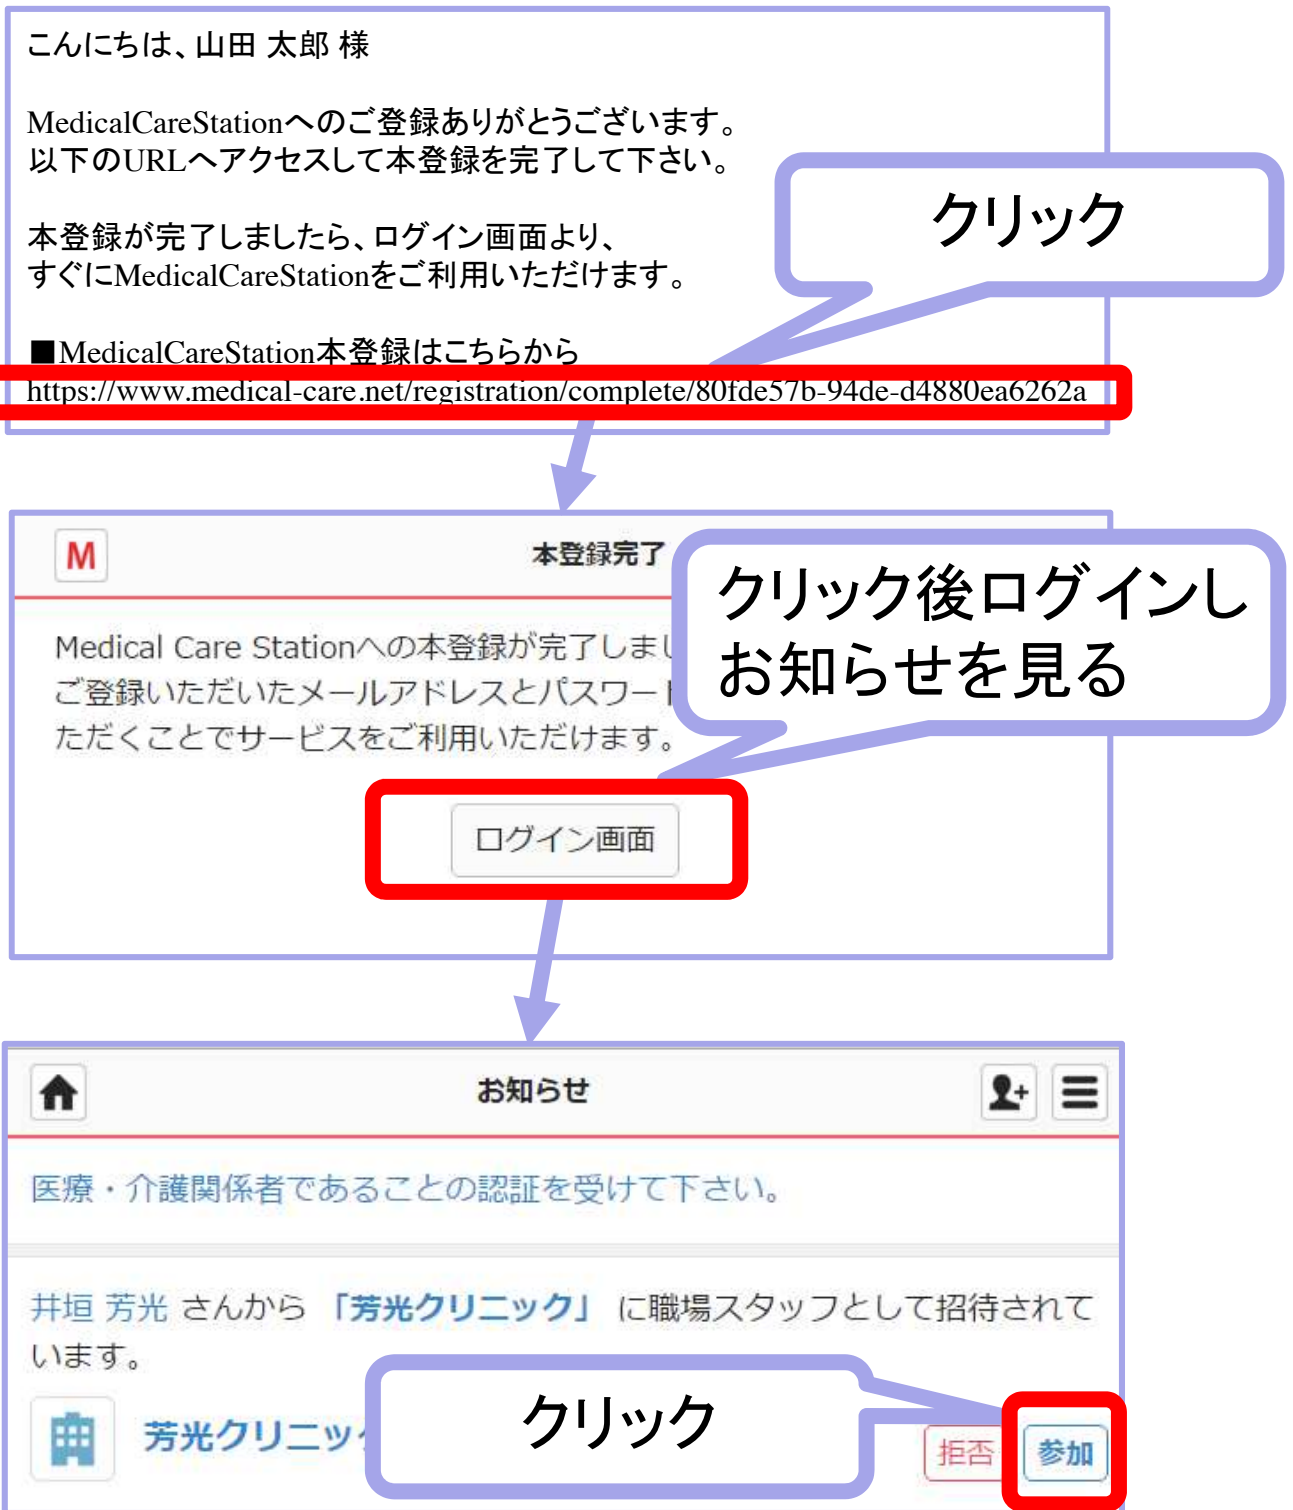 こんにちは、山田 太郎 様
MedicalCareStationへのご登録ありがとうございます。
以下のURLへアクセスして本登録を完了して下さい。
クリック
本登録が完了しましたら、ログイン画面より、
すぐにMedicalCareStationをご利用いただけます。
■MedicalCareStation本登録はこちらから
https://www.medical-care.net/registration/complete/80fde57b-94de-d4880ea6262a
M
本登録完了
クリック後ログインし
お知らせを見る
Medical Care Stationへの本登録が完了しまし
ご登録いただいたメールアドレスとパスワード
ただくことでサービスをご利用いただけます。
ログイン画面
お知らせ
医療・介護関係者であることの認証を受けて下さい。
井垣 芳光 さんから 「芳光クリニック」 に職場スタッフとして招待されて
います。
芳光クリニック
クリック
拒否
参加